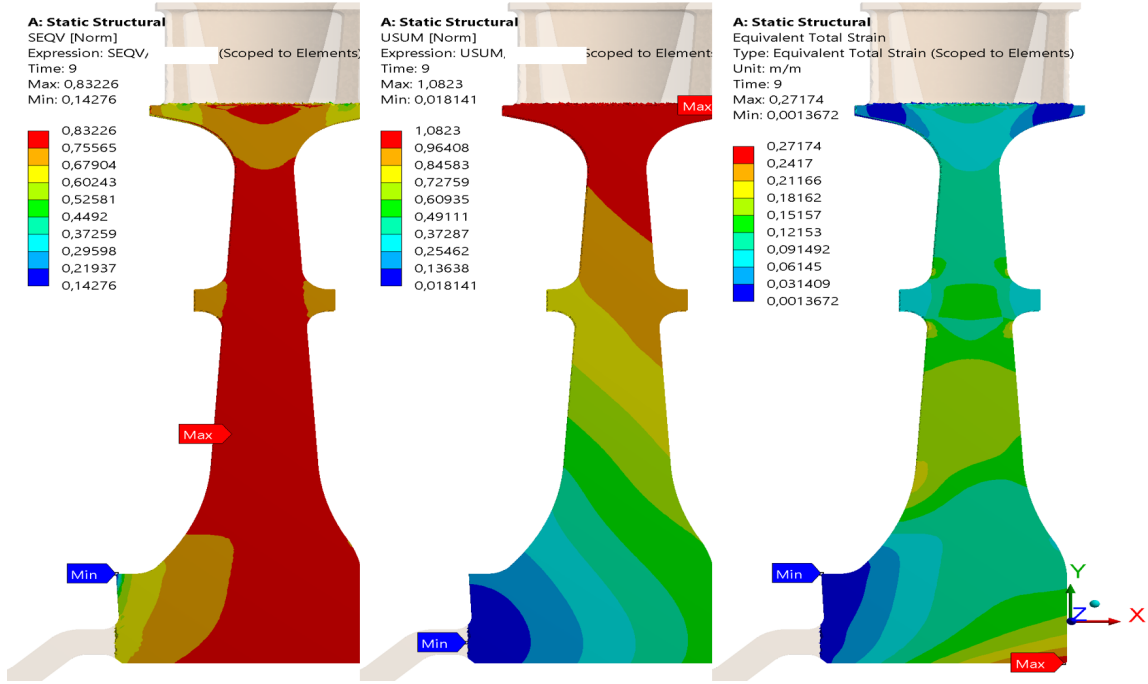 A: Static Structural
SEQV [Norm]
Expression: SEQV/ (Scoped to Elements)
Time: 9
Max: 0,83226
Min: 0,14276
0,83226
0,75565
0,67904
0,60243
0,52581
0,4492
0,37259
0,29598
0,21937
0,14276
Max
Min
A: Static Structural
USUM [Norm]
Expression: USUM, Scoped to Elements
Time: 9
Max: 1,0823
Min: 0,018141
1,0823
0,96408
0,84583
0,72759
0,60935
0,49111
0,37287
0,25462
0,13638
0,018141
Max
Min
A: Static Structural
Equivalent Total Strain
Type: Equivalent Total Strain (Scoped to Elements)
Unit: m/m
Time: 9
Max: 0,27174
Min: 0,0013672
0,27174
0,2417
0,21166
0,18162
0,15157
0,12153
0,091492
0,06145
0,031409
0,0013672
Min
Max
Y
Z
X